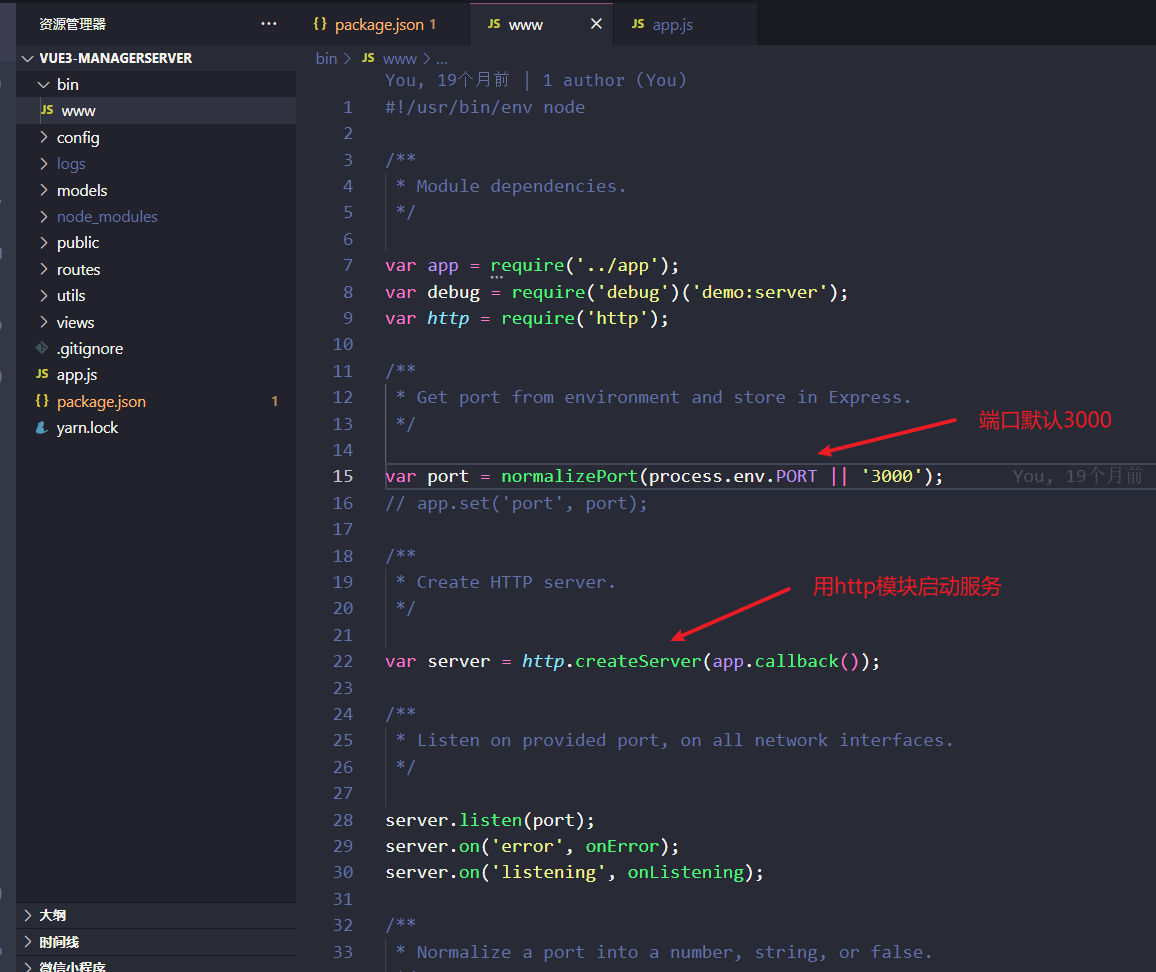 资源管理器 ···
{} package.json 1 JS www × JS app.js
VUE3-MANAGERSERVER
bin > JS www > ...
bin
JS www
config
logs
models
node_modules
public
routes
utils
views
.gitignore
JS app.js
{} package.json 1
yarn.lock
大纲
时间线
微信小程序
You, 19个月前 | 1 author (You)
1 #!/usr/bin/env node
2
3 /**
4 * Module dependencies.
5 */
6
7 var app = require('../app');
8 var debug = require('debug')('demo:server');
9 var http = require('http');
10
11 /**
12 * Get port from environment and store in Express.
13 */
端口默认3000
14
15 var port = normalizePort(process.env.PORT || '3000'); You, 19个月前
16 // app.set('port', port);
17
18 /**
19 * Create HTTP server.
用http模块启动服务
20 */
21
22 var server = http.createServer(app.callback());
23
24 /**
25 * Listen on provided port, on all network interfaces.
26 */
27
28 server.listen(port);
29 server.on('error', onError);
30 server.on('listening', onListening);
31
32 /**
33 * Normalize a port into a number, string, or false.